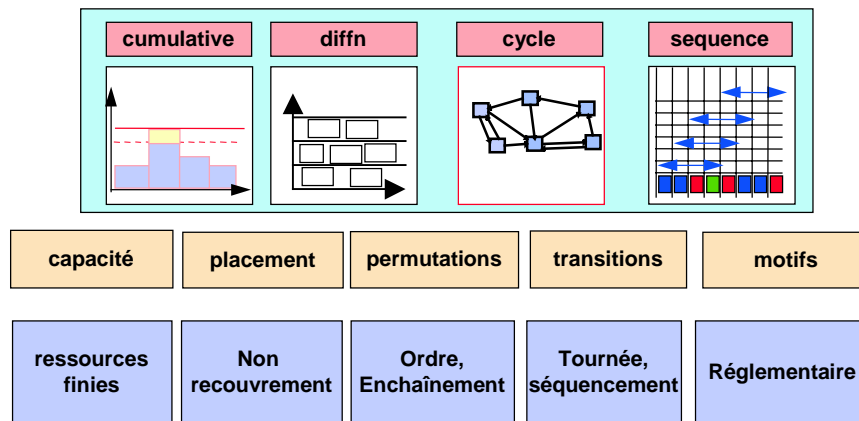 cumulative
diffn
cycle
sequence
capacité
placement
permutations
transitions
motifs
ressources
finies
Non
recouvrement
Ordre,
Enchaînement
Tournée,
séquencement
Réglementaire